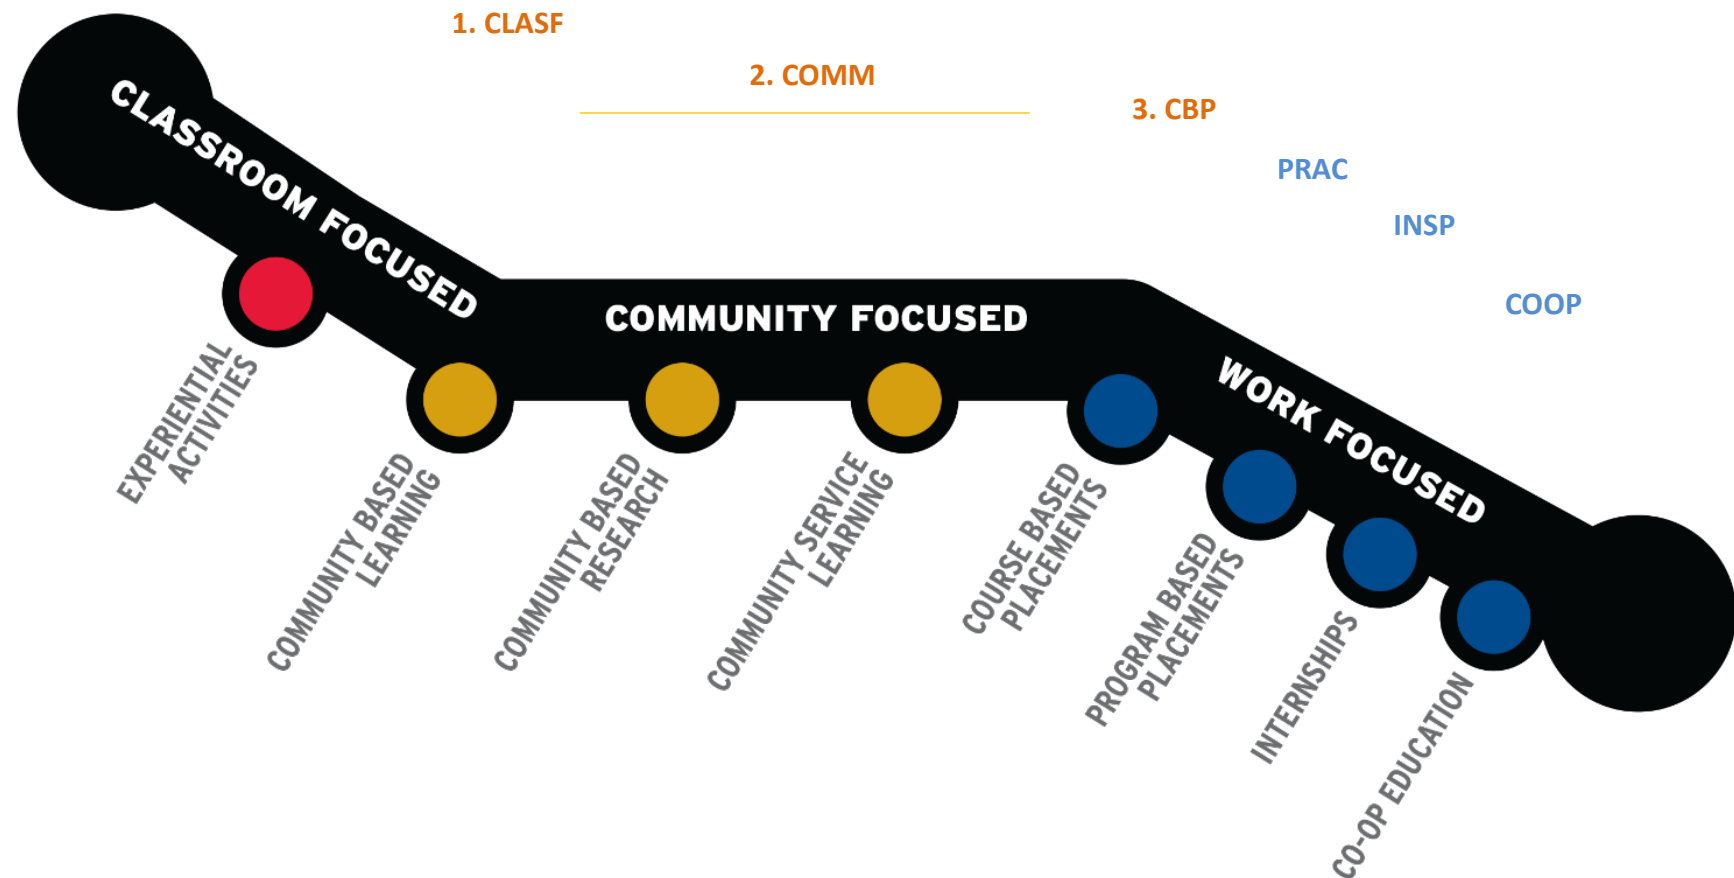 1. CLASF
2. COMM
3. CBP
PRAC
INSP
COOP
CLASSROOM FOCUSED
COMMUNITY FOCUSED
WORK FOCUSED
EXPERIENTIAL
ACTIVITIES
COMMUNITY BASED
LEARNING
COMMUNITY BASED
RESEARCH
COMMUNITY SERVICE
LEARNING
COURSE BASED
PLACEMENTS
PROGRAM BASED
PLACEMENTS
INTERNSHIPS
CO-OP EDUCATION